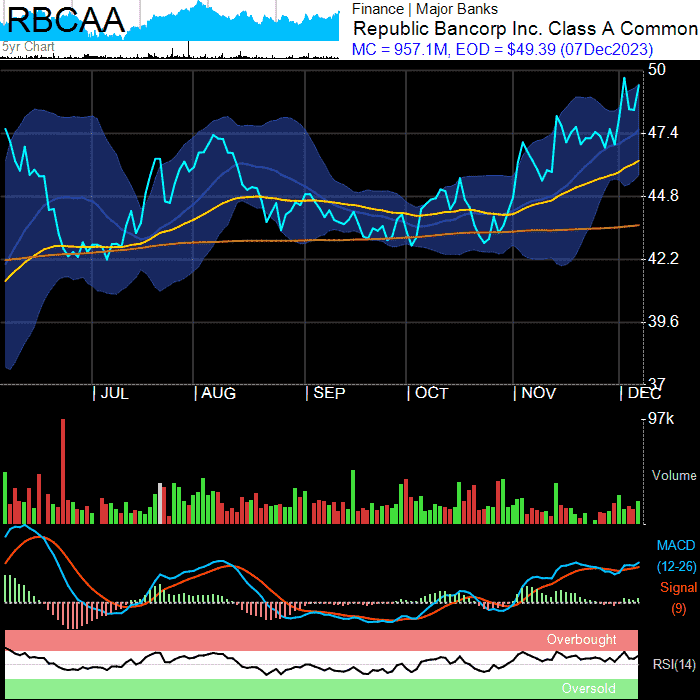 RBCAA
5yr Chart
Finance | Major Banks
Republic Bancorp Inc. Class A Common
MC = 957.1M, EOD = $49.39 (07Dec2023)
50
47.4
44.8
42.2
39.6
37
JUL
AUG
SEP
OCT
NOV
DEC
97k
Volume
MACD
(12-26)
Signal
(9)
Overbought
RSI(14)
Oversold